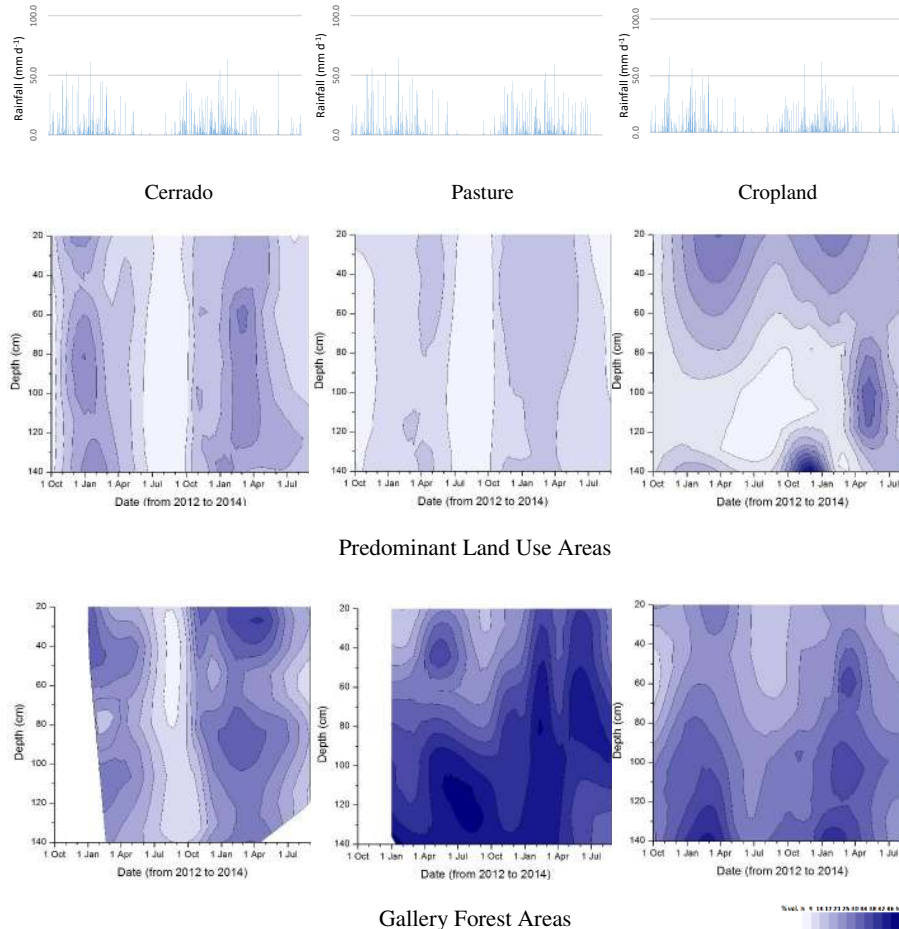 Rainfall (mm d⁻¹) 100.0 50.0 0.0
Rainfall (mm d⁻¹) 100.0 50.0 0.0
Rainfall (mm d⁻¹) 100.0 50.0 0.0
Cerrado Pasture Cropland
Depth (cm) 20 40 60 80 100 120 140
1 Oct 1 Jan 1 Apr 1 Jul 1 Oct 1 Jan 1 Apr 1 Jul
Date (from 2012 to 2014)
Depth (cm) 20 40 60 80 100 120 140
1 Oct 1 Jan 1 Apr 1 Jul 1 Oct 1 Jan 1 Apr 1 Jul
Date (from 2012 to 2014)
Depth (cm) 20 40 60 80 100 120 140
1 Oct 1 Jan 1 Apr 1 Jul 1 Oct 1 Jan 1 Apr 1 Jul
Date (from 2012 to 2014)
Predominant Land Use Areas
Depth (cm) 20 40 60 80 100 120 140
1 Oct 1 Jan 1 Apr 1 Jul 1 Oct 1 Jan 1 Apr 1 Jul
Date (from 2012 to 2014)
Depth (cm) 20 40 60 80 100 120 140
1 Oct 1 Jan 1 Apr 1 Jul 1 Oct 1 Jan 1 Apr 1 Jul
Date (from 2012 to 2014)
Depth (cm) 20 40 60 80 100 120 140
1 Oct 1 Jan 1 Apr 1 Jul 1 Oct 1 Jan 1 Apr 1 Jul
Date (from 2012 to 2014)
Gallery Forest Areas
%vol.